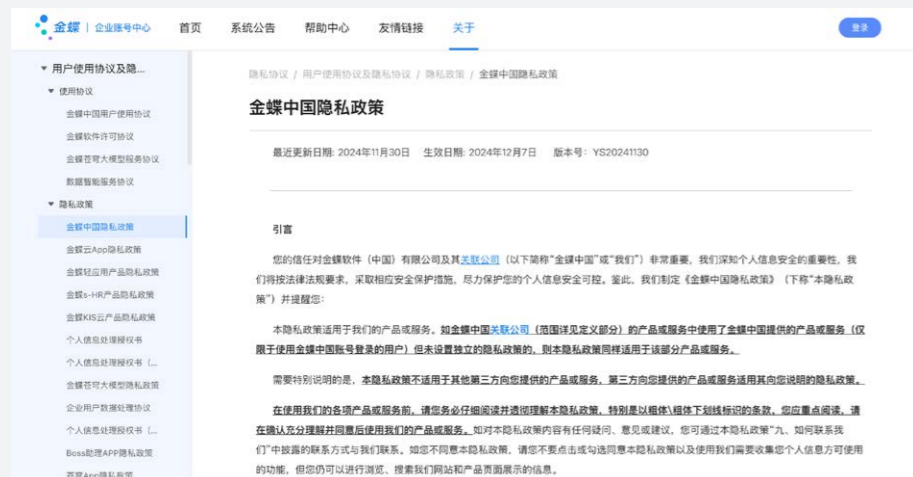 金蝶 | 企业账号中心 首页 系统公告 帮助中心 友情链接 关于 登录
用户使用协议及隐...
使用协议
金蝶中国用户使用协议
金蝶软件许可协议
金蝶苍穹大模型服务协议
数据智能服务协议
隐私政策
金蝶中国隐私政策
金蝶云App隐私政策
金蝶轻应用产品隐私政策
金蝶s-HR产品隐私政策
金蝶KIS云产品隐私政策
个人信息处理授权书
个人信息处理授权书（...
金蝶苍穹大模型隐私政策
企业用户数据处理协议
个人信息处理授权书（...
Boss助理APP隐私政策
苍穹App隐私政策
隐私协议 / 用户使用协议及隐私协议 / 隐私政策 / 金蝶中国隐私政策
金蝶中国隐私政策
最近更新日期: 2024年11月30日 生效日期: 2024年12月7日 版本号: YS20241130
引言
您的信任对金蝶软件（中国）有限公司及其关联公司（以下简称“金蝶中国”或“我们”）非常重要，我们深知个人信息安全的重要性，我
们将按法律法规要求，采取相应安全保护措施，尽力保护您的个人信息安全可控。鉴此，我们制定《金蝶中国隐私政策》（下称“本隐私政
策”）并提醒您：
本隐私政策适用于我们的产品或服务。如金蝶中国关联公司（范围详见定义部分）的产品或服务中使用了金蝶中国提供的产品或服务（仅
限于使用金蝶中国账号登录的用户）但未设置独立的隐私政策的，则本隐私政策同样适用于该部分产品或服务。
需要特别说明的是，本隐私政策不适用于其他第三方向您提供的产品或服务，第三方向您提供的产品或服务适用其向您说明的隐私政策。
在使用我们的各项产品或服务前，请您务必仔细阅读并透彻理解本隐私政策，特别是以粗体\粗体下划线标识的条款，您应重点阅读，请
在确认充分理解并同意后使用我们的产品或服务。如对本隐私政策内容有任何疑问、意见或建议，您可通过本隐私政策“九、如何联系我
们”中披露的联系方式与我们联系。如您不同意本隐私政策，请您不要点击或勾选同意本隐私政策以及使用我们需要收集您个人信息方可使用
的功能，但您仍可以进行浏览、搜索我们网站和产品页面展示的信息。